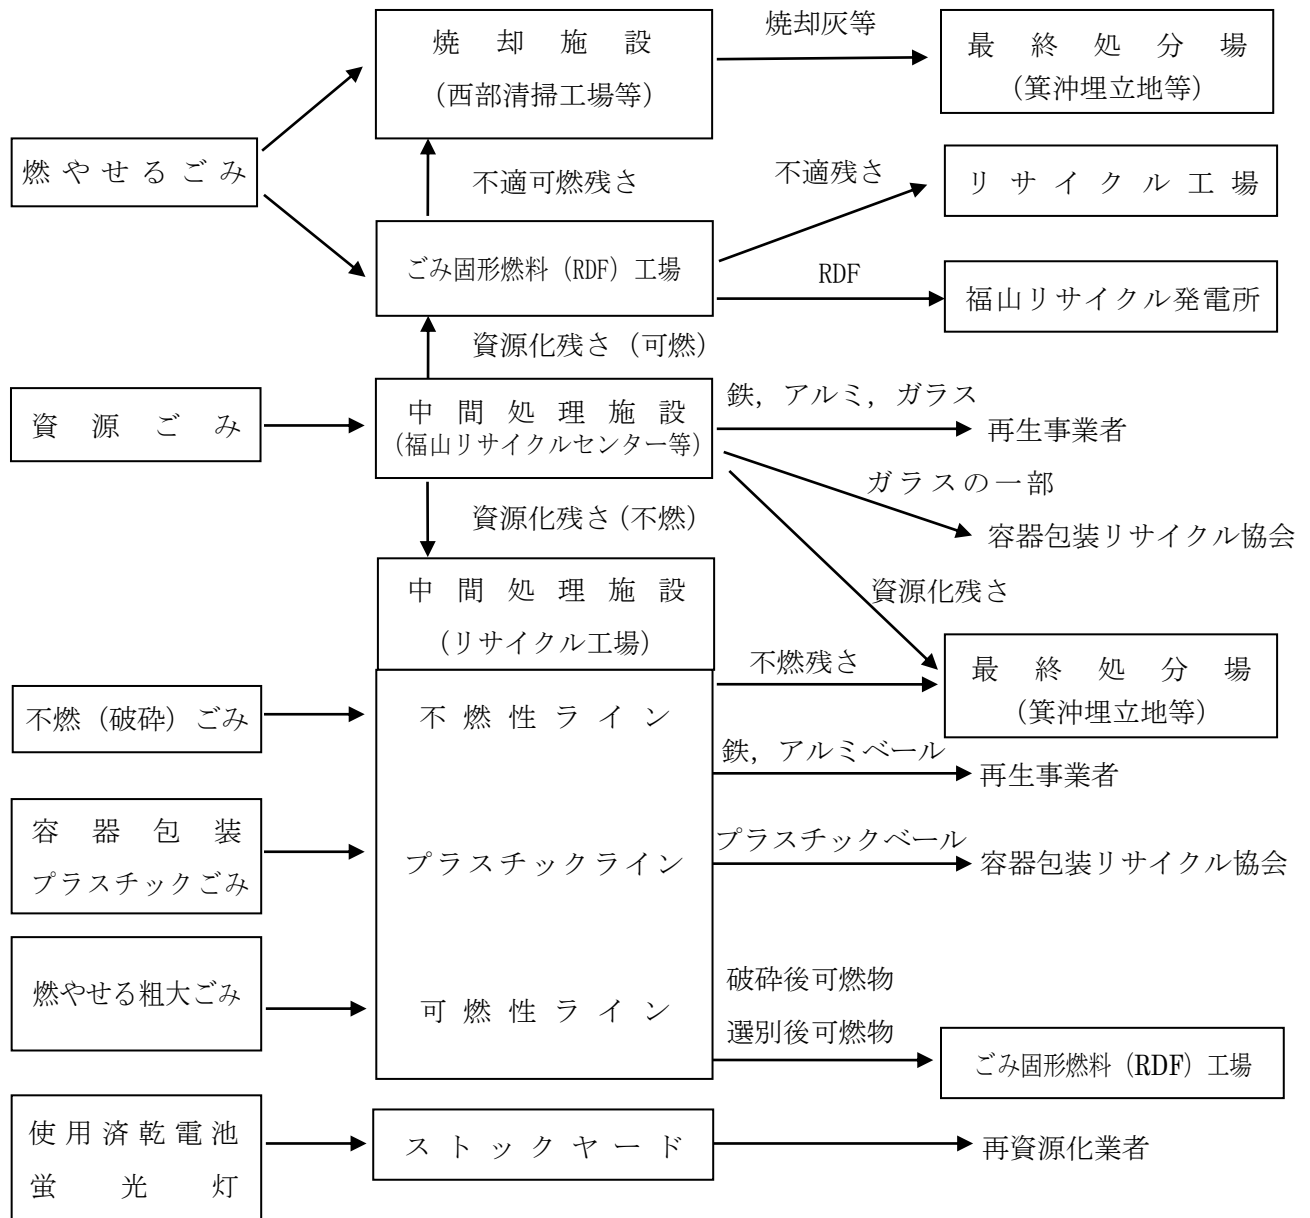 焼却施設
(西部清掃工場等)
焼却灰等
最終処分場
(箕沖埋立地等)
燃やせるごみ
不適可燃残さ
不適残さ
リサイクル工場
ごみ固形燃料(RDF)工場
RDF
福山リサイクル発電所
資源化残さ(可燃)
資源ごみ
中間処理施設
(福山リサイクルセンター等)
鉄，アルミ，ガラス
再生事業者
ガラスの一部
容器包装リサイクル協会
資源化残さ(不燃)
資源化残さ
中間処理施設
(リサイクル工場)
不燃残さ
最終処分場
(箕沖埋立地等)
不燃(破砕)ごみ
不燃性ライン
鉄，アルミベール
再生事業者
容器包装
プラスチックごみ
プラスチックライン
プラスチックベール
容器包装リサイクル協会
燃やせる粗大ごみ
可燃性ライン
破砕後可燃物
選別後可燃物
ごみ固形燃料(RDF)工場
使用済乾電池
蛍光灯
ストックヤード
再資源化業者